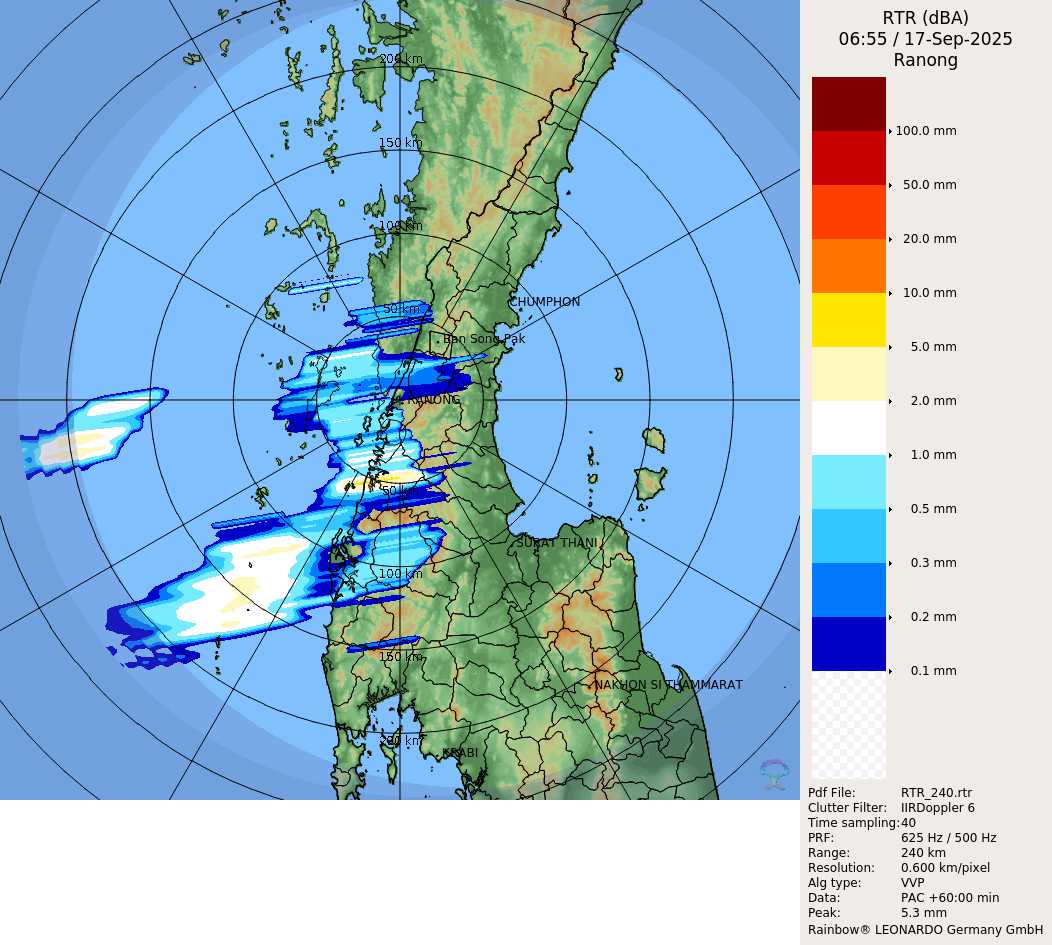 RTR (dBA)
06:55 / 17-Sep-2025
Ranong
200 km
150 km
100 km
50 km
CHUMPHON
Ban Song Pak
RANONG
50 km
SURAT THANI
100 km
150 km
NAKHON SI THAMMARAT
200 km
KRABI
100.0 mm
50.0 mm
20.0 mm
10.0 mm
5.0 mm
2.0 mm
1.0 mm
0.5 mm
0.3 mm
0.2 mm
0.1 mm
Pdf File: RTR_240.rtr
Clutter Filter: IIRDoppler 6
Time sampling:40
PRF: 625 Hz / 500 Hz
Range: 240 km
Resolution: 0.600 km/pixel
Alg type: VVP
Data: PAC +60:00 min
Peak: 5.3 mm
Rainbow® LEONARDO Germany GmbH